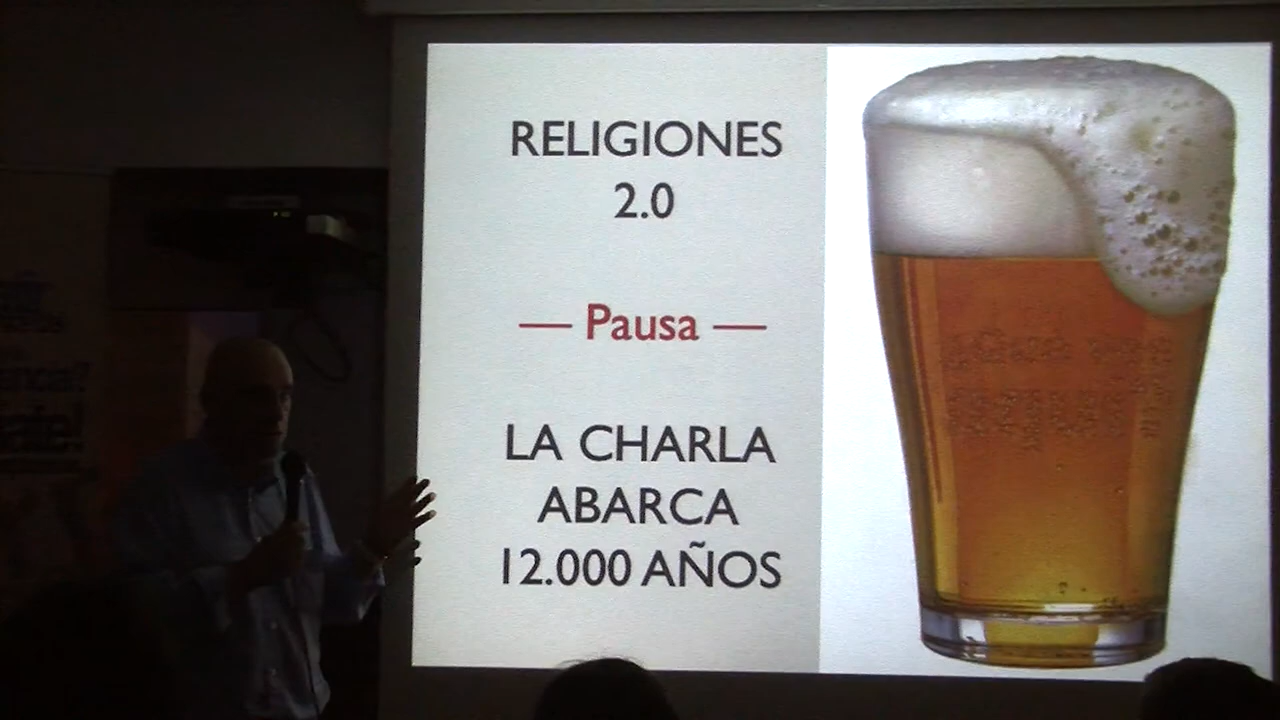 RELIGIONES
2.0
— Pausa —
LA CHARLA
ABARCA
12.000 AÑOS